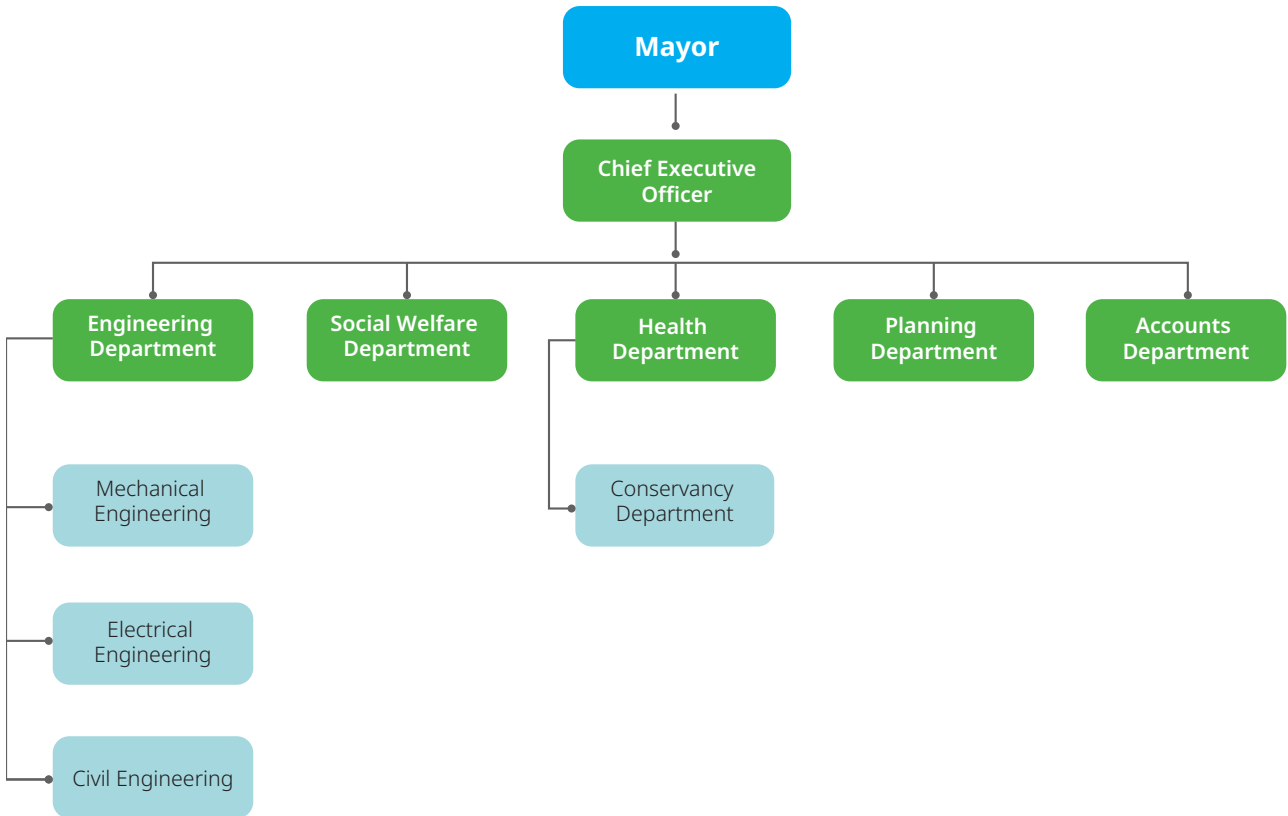 Mayor
Chief Executive
Officer
Engineering
Department
Social Welfare
Department
Health
Department
Planning
Department
Accounts
Department
Mechanical
Engineering
Conservancy
Department
Electrical
Engineering
Civil Engineering